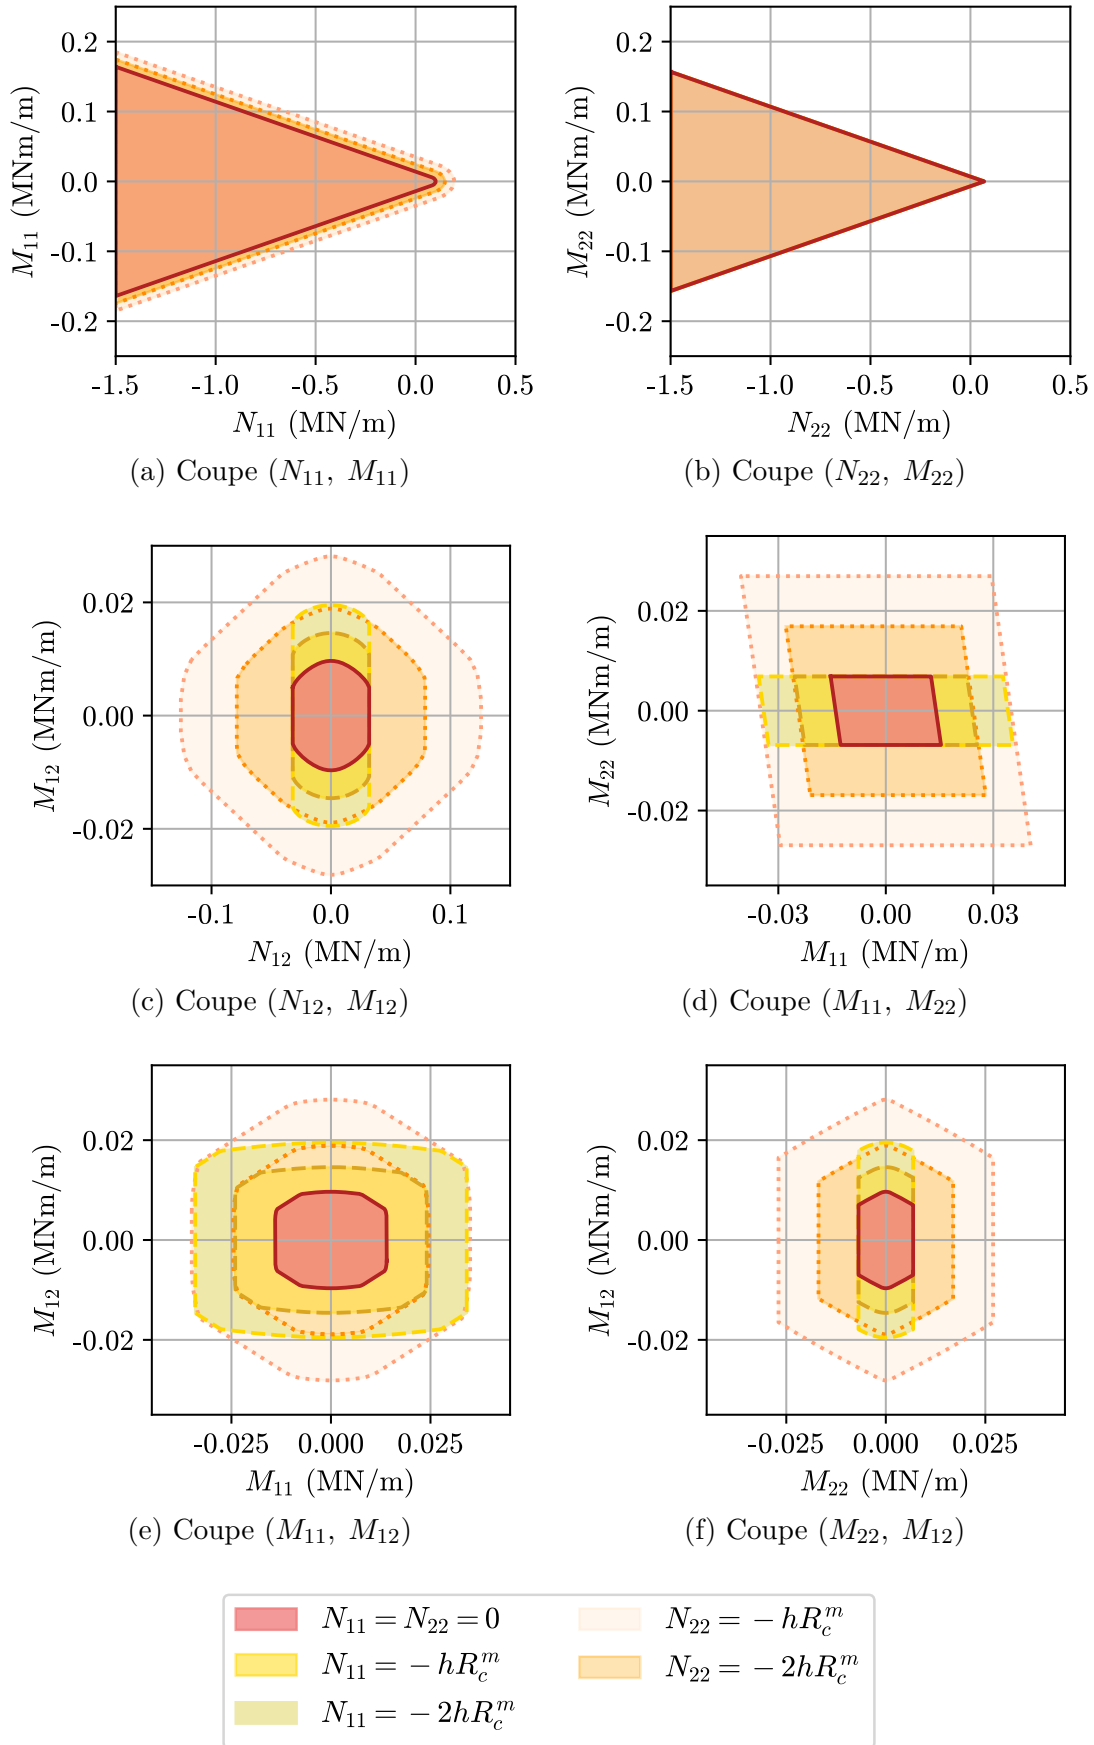 0.2
0.1
0.0
-0.1
-0.2
M₁₁ (MNm/m)
-1.5 -1.0 -0.5 0.0 0.5
N₁₁ (MN/m)
(a) Coupe (N₁₁, M₁₁)
0.2
0.1
0.0
-0.1
-0.2
M₂₂ (MNm/m)
-1.5 -1.0 -0.5 0.0 0.5
N₂₂ (MN/m)
(b) Coupe (N₂₂, M₂₂)
0.02
0.00
-0.02
M₁₂ (MNm/m)
-0.1 0.0 0.1
N₁₂ (MN/m)
(c) Coupe (N₁₂, M₁₂)
0.02
0.00
-0.02
M₂₂ (MNm/m)
-0.03 0.00 0.03
M₁₁ (MN/m)
(d) Coupe (M₁₁, M₂₂)
0.02
0.00
-0.02
M₁₂ (MNm/m)
-0.025 0.000 0.025
M₁₁ (MN/m)
(e) Coupe (M₁₁, M₁₂)
0.02
0.00
-0.02
M₁₂ (MNm/m)
-0.025 0.000 0.025
M₂₂ (MN/m)
(f) Coupe (M₂₂, M₁₂)
N₁₁ = N₂₂ = 0
N₁₁ = −hR_c^m
N₁₁ = −2hR_c^m
N₂₂ = −hR_c^m
N₂₂ = −2hR_c^m